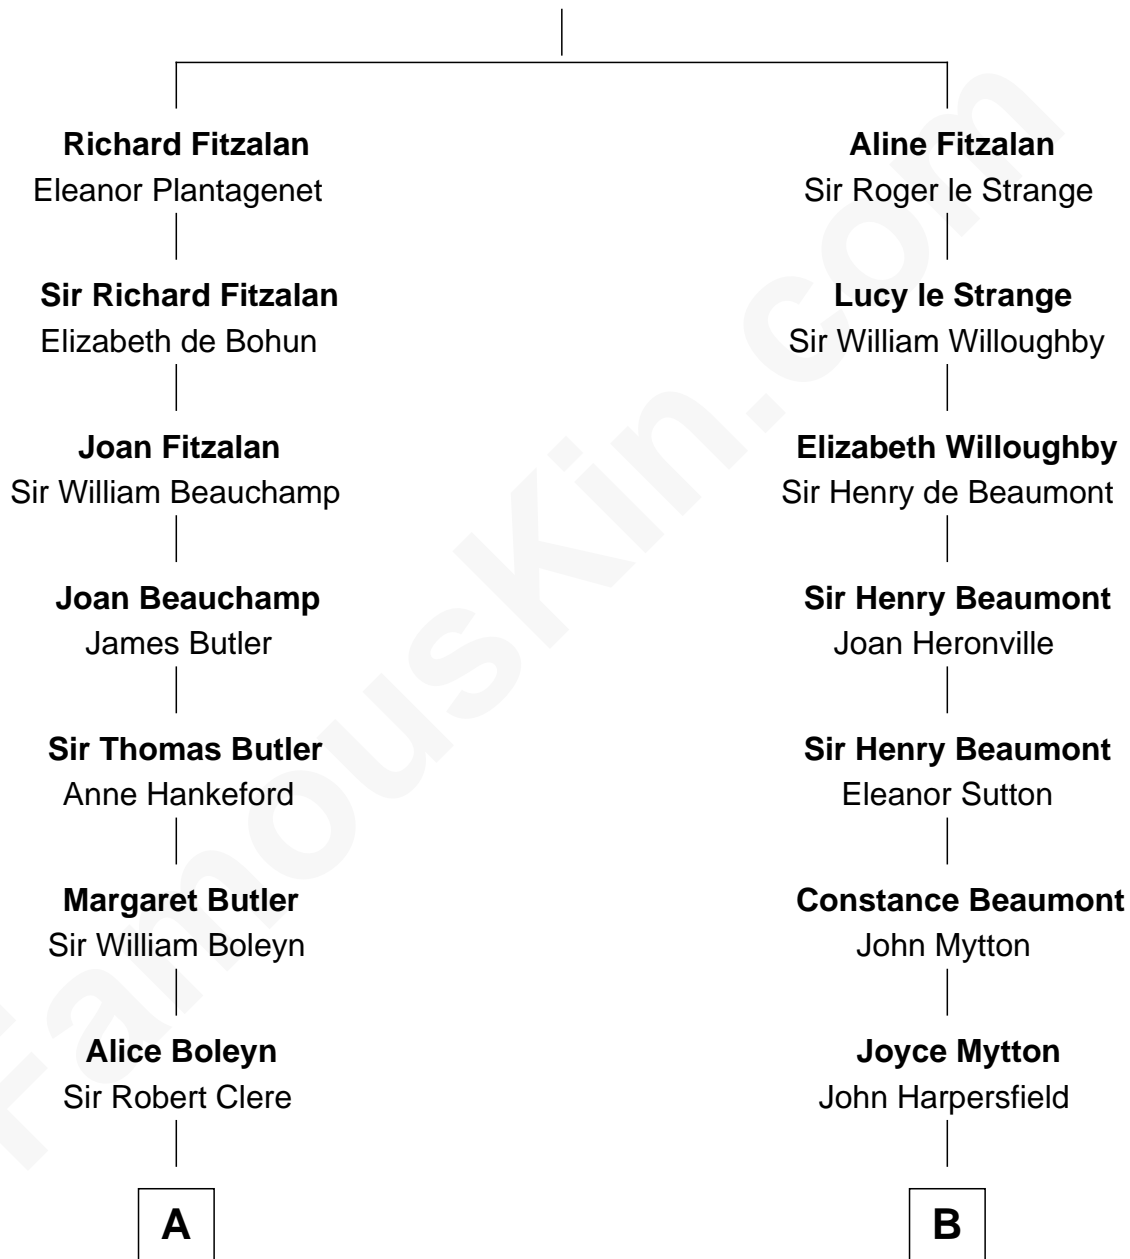 Richard Fitzalan
Eleanor Plantagenet
Sir Richard Fitzalan
Elizabeth de Bohun
Joan Fitzalan
Sir William Beauchamp
Joan Beauchamp
James Butler
Sir Thomas Butler
Anne Hankeford
Margaret Butler
Sir William Boleyn
Alice Boleyn
Sir Robert Clere
A
Aline Fitzalan
Sir Roger le Strange
Lucy le Strange
Sir William Willoughby
Elizabeth Willoughby
Sir Henry de Beaumont
Sir Henry Beaumont
Joan Heronville
Sir Henry Beaumont
Eleanor Sutton
Constance Beaumont
John Mytton
Joyce Mytton
John Harpersfield
B
FamousKin.com